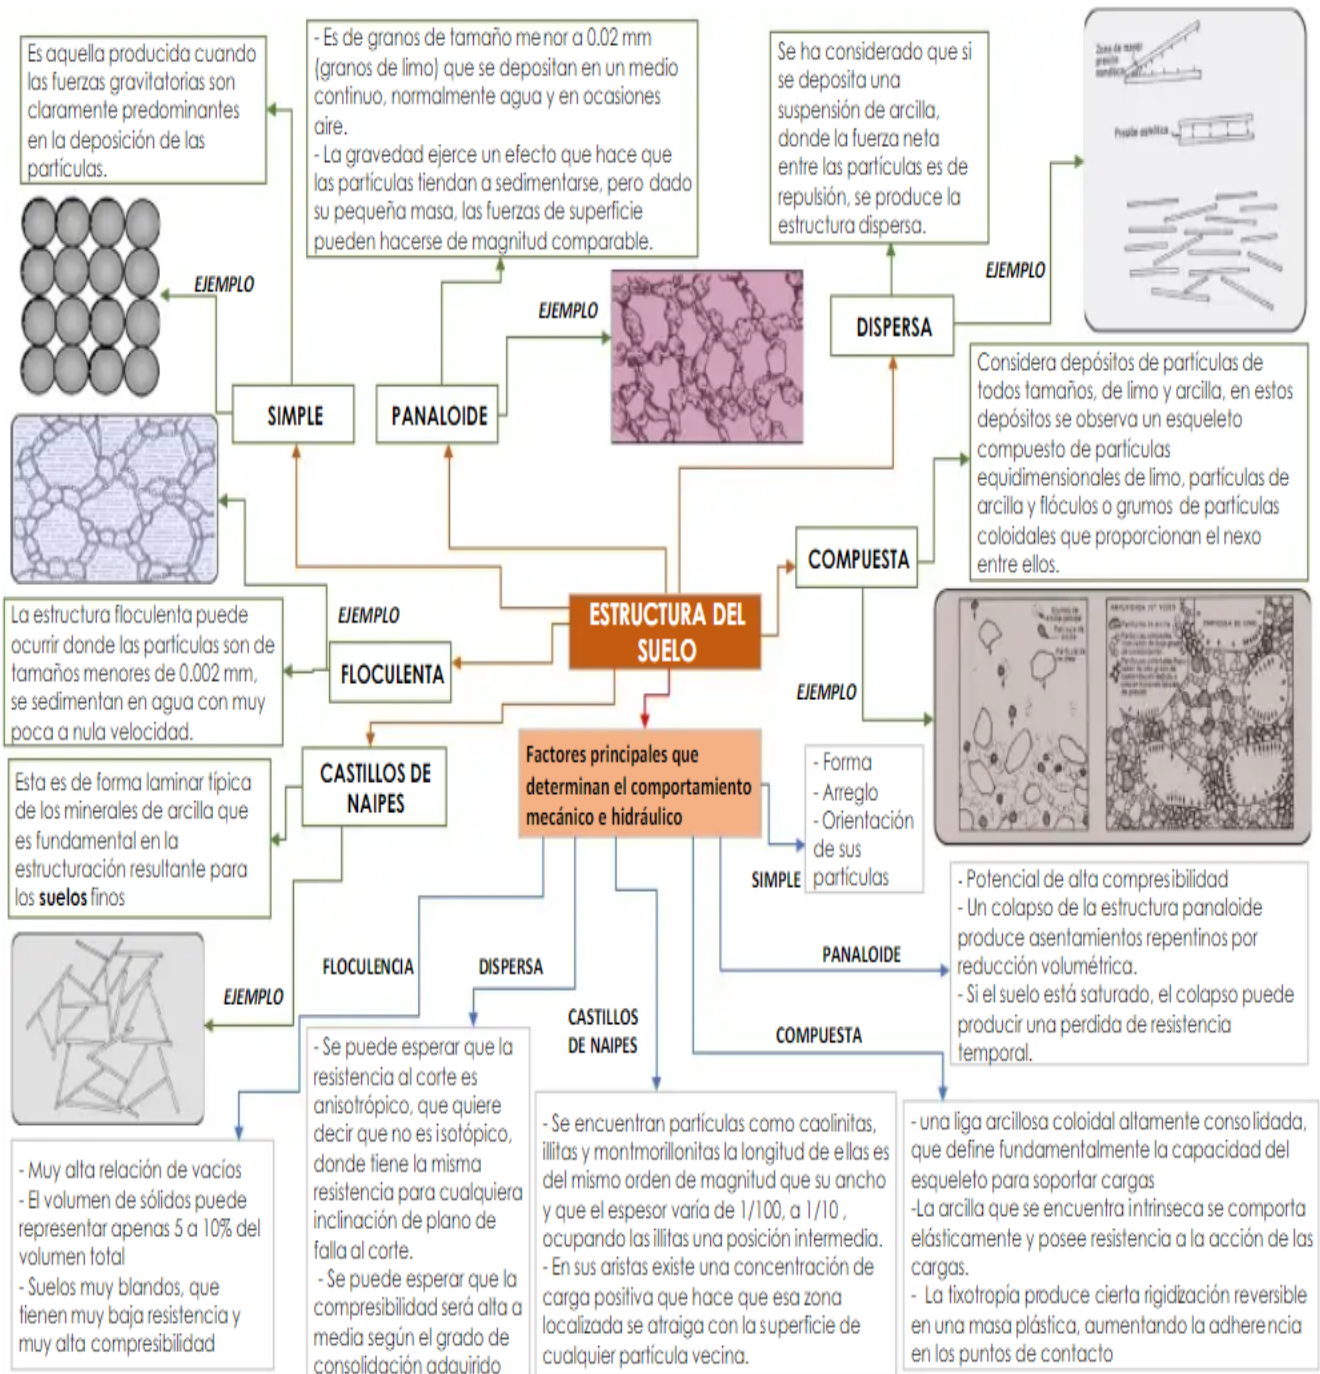 Es aquella producida cuando
las fuerzas gravitatorias son
claramente predominantes
en la deposición de las
partículas.
- Es de granos de tamaño menor a 0.02 mm
(granos de limo) que se depositan en un medio
continuo, normalmente agua y en ocasiones
aire.
- La gravedad ejerce un efecto que hace que
las partículas tiendan a sedimentarse, pero dado
su pequeña masa, las fuerzas de superficie
pueden hacerse de magnitud comparable.
Se ha considerado que si
se deposita una
suspensión de arcilla,
donde la fuerza neta
entre las partículas es de
repulsión, se produce la
estructura dispersa.
Zona de mayor
presión
osmótica
Presión osmótica
EJEMPLO
EJEMPLO
EJEMPLO
SIMPLE
PANALOIDE
DISPERSA
Considera depósitos de partículas de
todos tamaños, de limo y arcilla, en estos
depósitos se observa un esqueleto
compuesto de partículas
equidimensionales de limo, partículas de
arcilla y flóculos o grumos de partículas
coloidales que proporcionan el nexo
entre ellos.
COMPUESTA
ESTRUCTURA DEL
SUELO
EJEMPLO
La estructura floculenta puede
ocurrir donde las partículas son de
tamaños menores de 0.002 mm,
se sedimentan en agua con muy
poca a nula velocidad.
FLOCULENTA
EJEMPLO
Esta es de forma laminar típica
de los minerales de arcilla que
es fundamental en la
estructuración resultante para
los suelos finos
CASTILLOS DE
NAIPES
EJEMPLO
Factores principales que
determinan el comportamiento
mecánico e hidráulico
SIMPLE
- Forma
- Arreglo
- Orientación
de sus
partículas
PANALOIDE
- Potencial de alta compresibilidad
- Un colapso de la estructura panaloide
produce asentamientos repentinos por
reducción volumétrica.
- Si el suelo está saturado, el colapso puede
producir una perdida de resistencia
temporal.
FLOCULENCIA
- Muy alta relación de vacíos
- El volumen de sólidos puede
representar apenas 5 a 10% del
volumen total
- Suelos muy blandos, que
tienen muy baja resistencia y
muy alta compresibilidad
DISPERSA
- Se puede esperar que la
resistencia al corte es
anisotrópico, que quiere
decir que no es isotópico,
donde tiene la misma
resistencia para cualquiera
inclinación de plano de
falla al corte.
- Se puede esperar que la
compresibilidad será alta a
media según el grado de
consolidación adquirido
CASTILLOS
DE NAIPES
- Se encuentran partículas como caolinitas,
illitas y montmorillonitas la longitud de ellas es
del mismo orden de magnitud que su ancho
y que el espesor varía de 1/100, a 1/10 ,
ocupando las illitas una posición intermedia.
- En sus aristas existe una concentración de
carga positiva que hace que esa zona
localizada se atraiga con la superficie de
cualquier partícula vecina.
COMPUESTA
- una liga arcillosa coloidal altamente consolidada,
que define fundamentalmente la capacidad del
esqueleto para soportar cargas
-La arcilla que se encuentra intrínseca se comporta
elásticamente y posee resistencia a la acción de las
cargas.
- La tixotropía produce cierta rigidización reversible
en una masa plástica, aumentando la adherencia
en los puntos de contacto